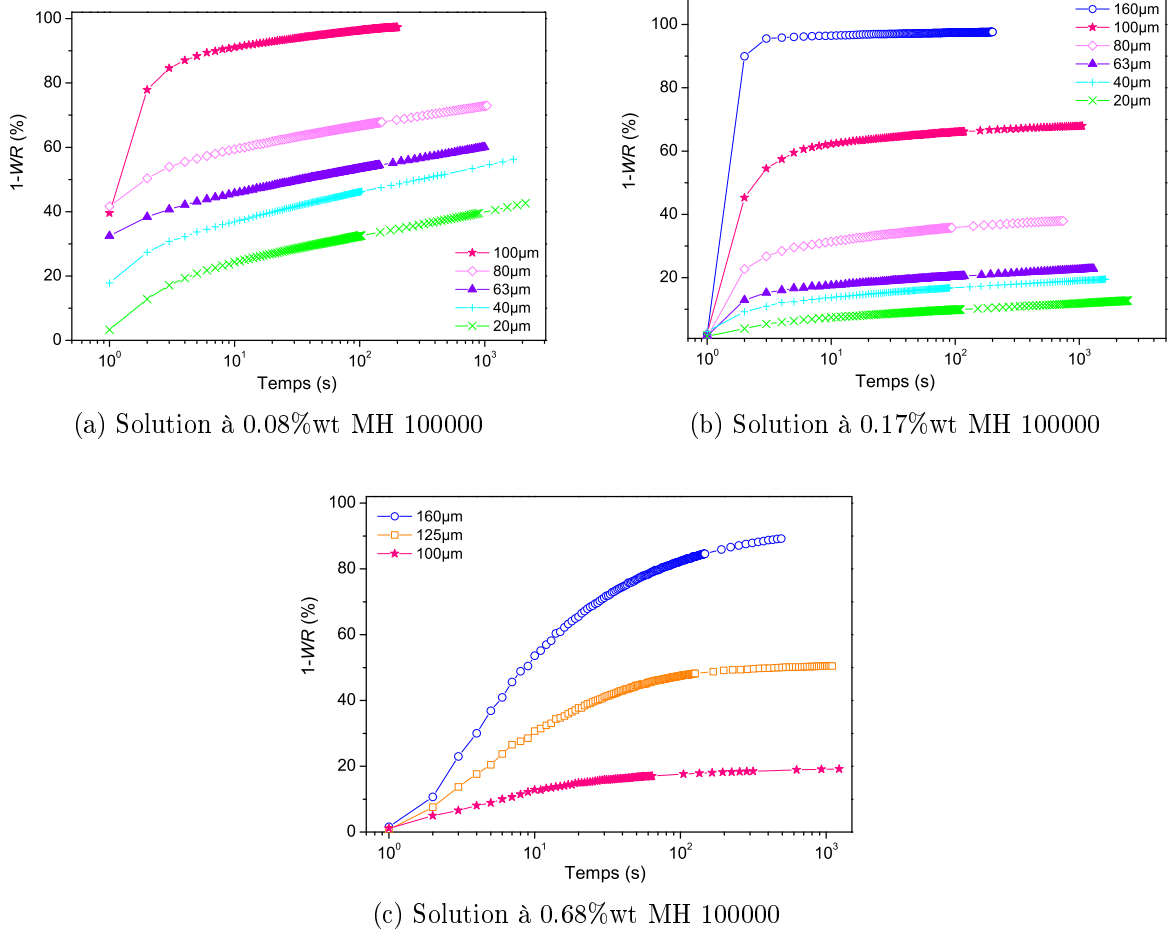 100
80
60
40
20
0
1-WR (%)
100μm
80μm
63μm
40μm
20μm
10⁰
10¹
10²
10³
Temps (s)
(a) Solution à 0.08%wt MH 100000
100
80
60
40
20
1-WR (%)
160μm
100μm
80μm
63μm
40μm
20μm
10⁰
10¹
10²
10³
Temps (s)
(b) Solution à 0.17%wt MH 100000
100
80
60
40
20
0
1-WR (%)
160μm
125μm
100μm
10⁰
10¹
10²
10³
Temps (s)
(c) Solution à 0.68%wt MH 100000